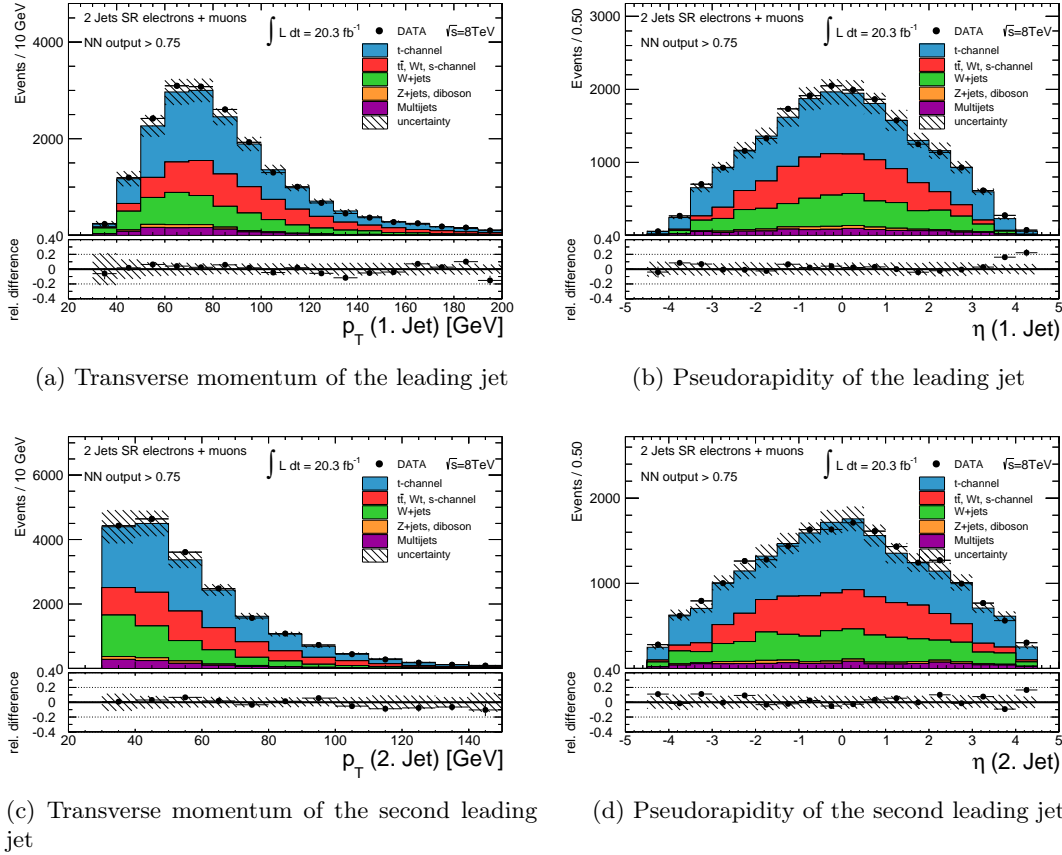 2 Jets SR electrons + muons
NN output > 0.75
∫ L dt = 20.3 fb⁻¹
DATA √s=8TeV
t-channel
tt̄, Wt, s-channel
W+jets
Z+jets, diboson
Multijets
uncertainty
Events / 10 GeV
4000
2000
0
rel. difference
0.40
0.2
0
-0.2
-0.4
20 40 60 80 100 120 140 160 180 200
p_T (1. Jet) [GeV]
(a) Transverse momentum of the leading jet
2 Jets SR electrons + muons
NN output > 0.75
∫ L dt = 20.3 fb⁻¹
DATA √s=8TeV
t-channel
tt̄, Wt, s-channel
W+jets
Z+jets, diboson
Multijets
uncertainty
Events / 0.50
3000
2000
1000
0.40
rel. difference
0.2
0
-0.2
-0.4
-5 -4 -3 -2 -1 0 1 2 3 4 5
η (1. Jet)
(b) Pseudorapidity of the leading jet
2 Jets SR electrons + muons
NN output > 0.75
∫ L dt = 20.3 fb⁻¹
DATA √s=8TeV
t-channel
tt̄, Wt, s-channel
W+jets
Z+jets, diboson
Multijets
uncertainty
Events / 10 GeV
6000
4000
2000
0.40
rel. difference
0.2
0
-0.2
-0.4
20 40 60 80 100 120 140
p_T (2. Jet) [GeV]
(c) Transverse momentum of the second leading
jet
2 Jets SR electrons + muons
NN output > 0.75
∫ L dt = 20.3 fb⁻¹
DATA √s=8TeV
t-channel
tt̄, Wt, s-channel
W+jets
Z+jets, diboson
Multijets
uncertainty
Events / 0.50
2000
1000
0.40
rel. difference
0.2
0
-0.2
-0.4
-5 -4 -3 -2 -1 0 1 2 3 4 5
η (2. Jet)
(d) Pseudorapidity of the second leading jet